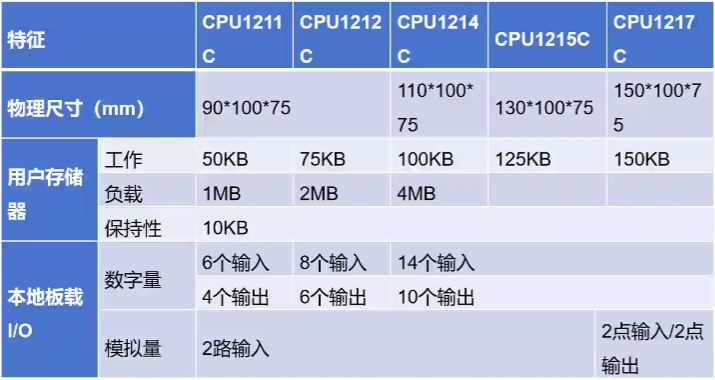 特征 CPU1211C CPU1212C CPU1214C CPU1215C CPU1217C
物理尺寸（mm） 90*100*75 110*100*75 130*100*75 150*100*75
用户存储器 工作 50KB 75KB 100KB 125KB 150KB
负载 1MB 2MB 4MB
保持性 10KB
本地板载I/O 数字量 6个输入 8个输入 14个输入
4个输出 6个输出 10个输出
模拟量 2路输入 2点输入/2点输出